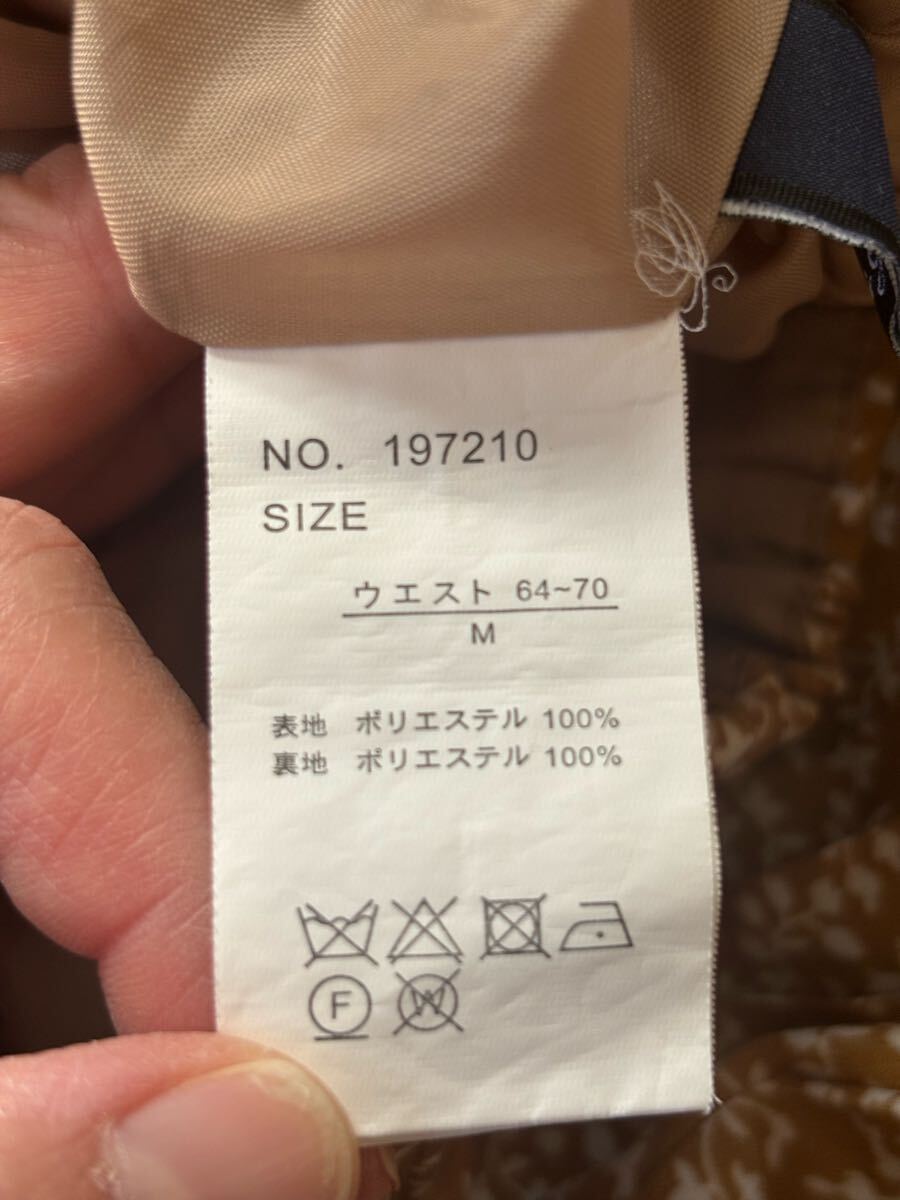 NO. 197210
SIZE
ウエスト 64~70
M
表地 ポリエステル 100%
裏地 ポリエステル 100%
F W